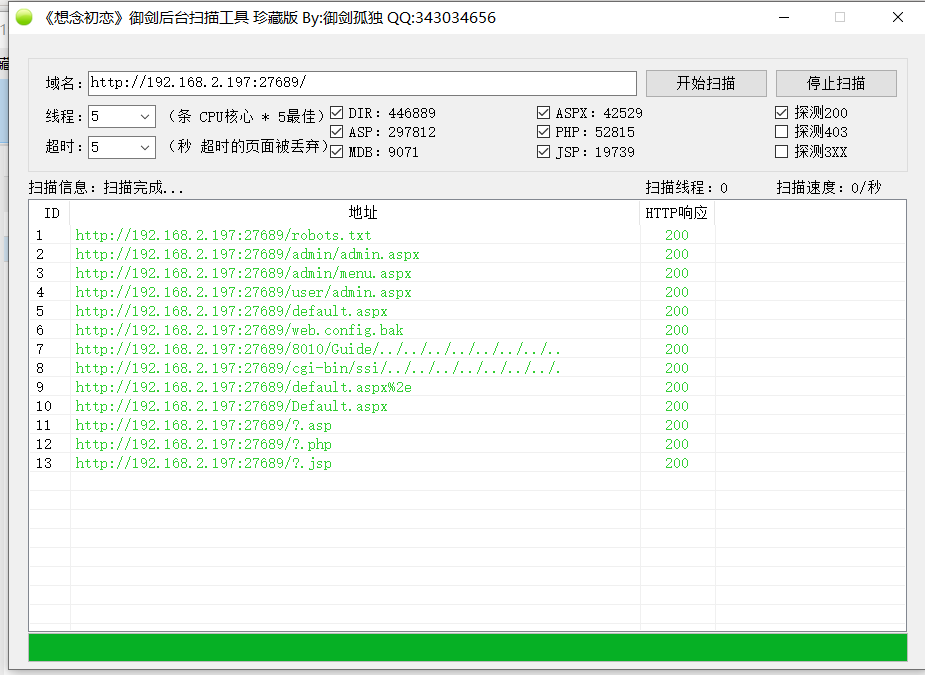 《想念初恋》御剑后台扫描工具 珍藏版 By:御剑孤独 QQ:343034656
域名: http://192.168.2.197:27689/ 开始扫描 停止扫描
线程: 5 (条 CPU核心 * 5最佳) DIR: 446889 ASPX: 42529 探测200
ASP: 297812 PHP: 52815 探测403
超时: 5 (秒 超时的页面被丢弃) MDB: 9071 JSP: 19739 探测3XX
扫描信息: 扫描完成... 扫描线程: 0 扫描速度: 0/秒
ID 地址 HTTP响应
1 http://192.168.2.197:27689/robots.txt 200
2 http://192.168.2.197:27689/admin/admin.aspx 200
3 http://192.168.2.197:27689/admin/menu.aspx 200
4 http://192.168.2.197:27689/user/admin.aspx 200
5 http://192.168.2.197:27689/default.aspx 200
6 http://192.168.2.197:27689/web.config.bak 200
7 http://192.168.2.197:27689/8010/Guide/../../../../../../../.. 200
8 http://192.168.2.197:27689/cgi-bin/ssi/../../../../../../../. 200
9 http://192.168.2.197:27689/default.aspx%2e 200
10 http://192.168.2.197:27689/Default.aspx 200
11 http://192.168.2.197:27689/?.asp 200
12 http://192.168.2.197:27689/?.php 200
13 http://192.168.2.197:27689/?.jsp 200